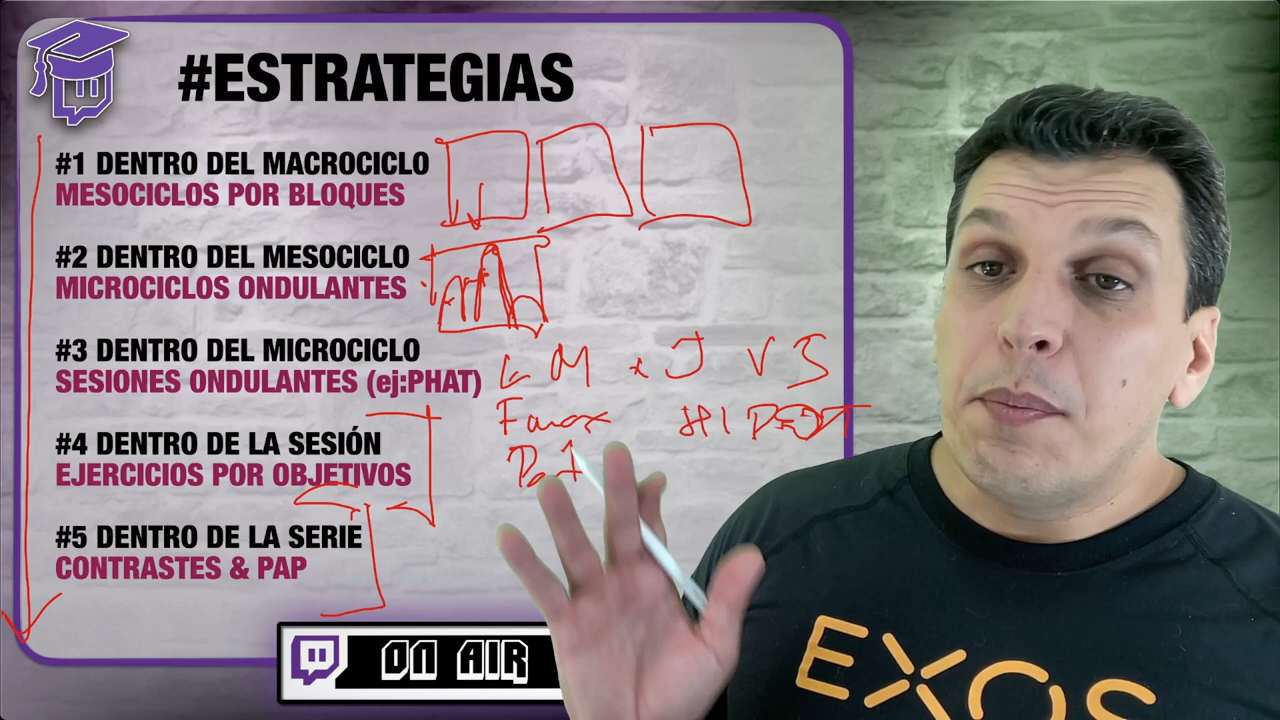 #ESTRATEGIAS
#1 DENTRO DEL MACROCICLO
MESOCICLOS POR BLOQUES
#2 DENTRO DEL MESOCICLO
MICROCICLOS ONDULANTES
#3 DENTRO DEL MICROCICLO
SESIONES ONDULANTES (ej:PHAT)
L M x J V S
Fmax
#4 DENTRO DE LA SESIÓN
EJERCICIOS POR OBJETIVOS
#5 DENTRO DE LA SERIE
CONTRASTES & PAP
ON AIR
EXOS